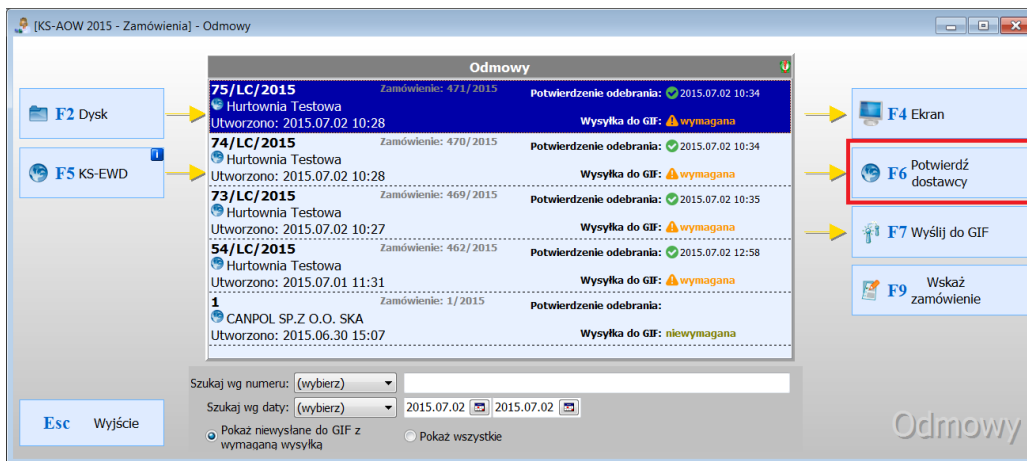 [KS-AOW 2015 - Zamówienia] - Odmowy
Odmowy
F2 Dysk
F5 KS-EWD
75/LC/2015 Zamówienie: 471/2015 Potwierdzenie odebrania: 2015.07.02 10:34
Hurtownia Testowa
Utworzono: 2015.07.02 10:28 Wysyłka do GIF: wymagana
74/LC/2015 Zamówienie: 470/2015 Potwierdzenie odebrania: 2015.07.02 10:34
Hurtownia Testowa
Utworzono: 2015.07.02 10:28 Wysyłka do GIF: wymagana
73/LC/2015 Zamówienie: 469/2015 Potwierdzenie odebrania: 2015.07.02 10:35
Hurtownia Testowa
Utworzono: 2015.07.02 10:27 Wysyłka do GIF: wymagana
54/LC/2015 Zamówienie: 462/2015 Potwierdzenie odebrania: 2015.07.02 12:58
Hurtownia Testowa
Utworzono: 2015.07.01 11:31 Wysyłka do GIF: wymagana
1 Zamówienie: 1/2015 Potwierdzenie odebrania:
CANPOL SP.Z O.O. SKA
Utworzono: 2015.06.30 15:07 Wysyłka do GIF: niewymagana
F4 Ekran
F6 Potwierdź
dostawcy
F7 Wyślij do GIF
F9 Wskaż
zamówienie
Szukaj wg numeru: (wybierz)
Szukaj wg daty: (wybierz) 2015.07.02 2015.07.02
Pokaż niewysłane do GIF z
wymaganą wysyłką
Pokaż wszystkie
Esc Wyjście
Odmowy